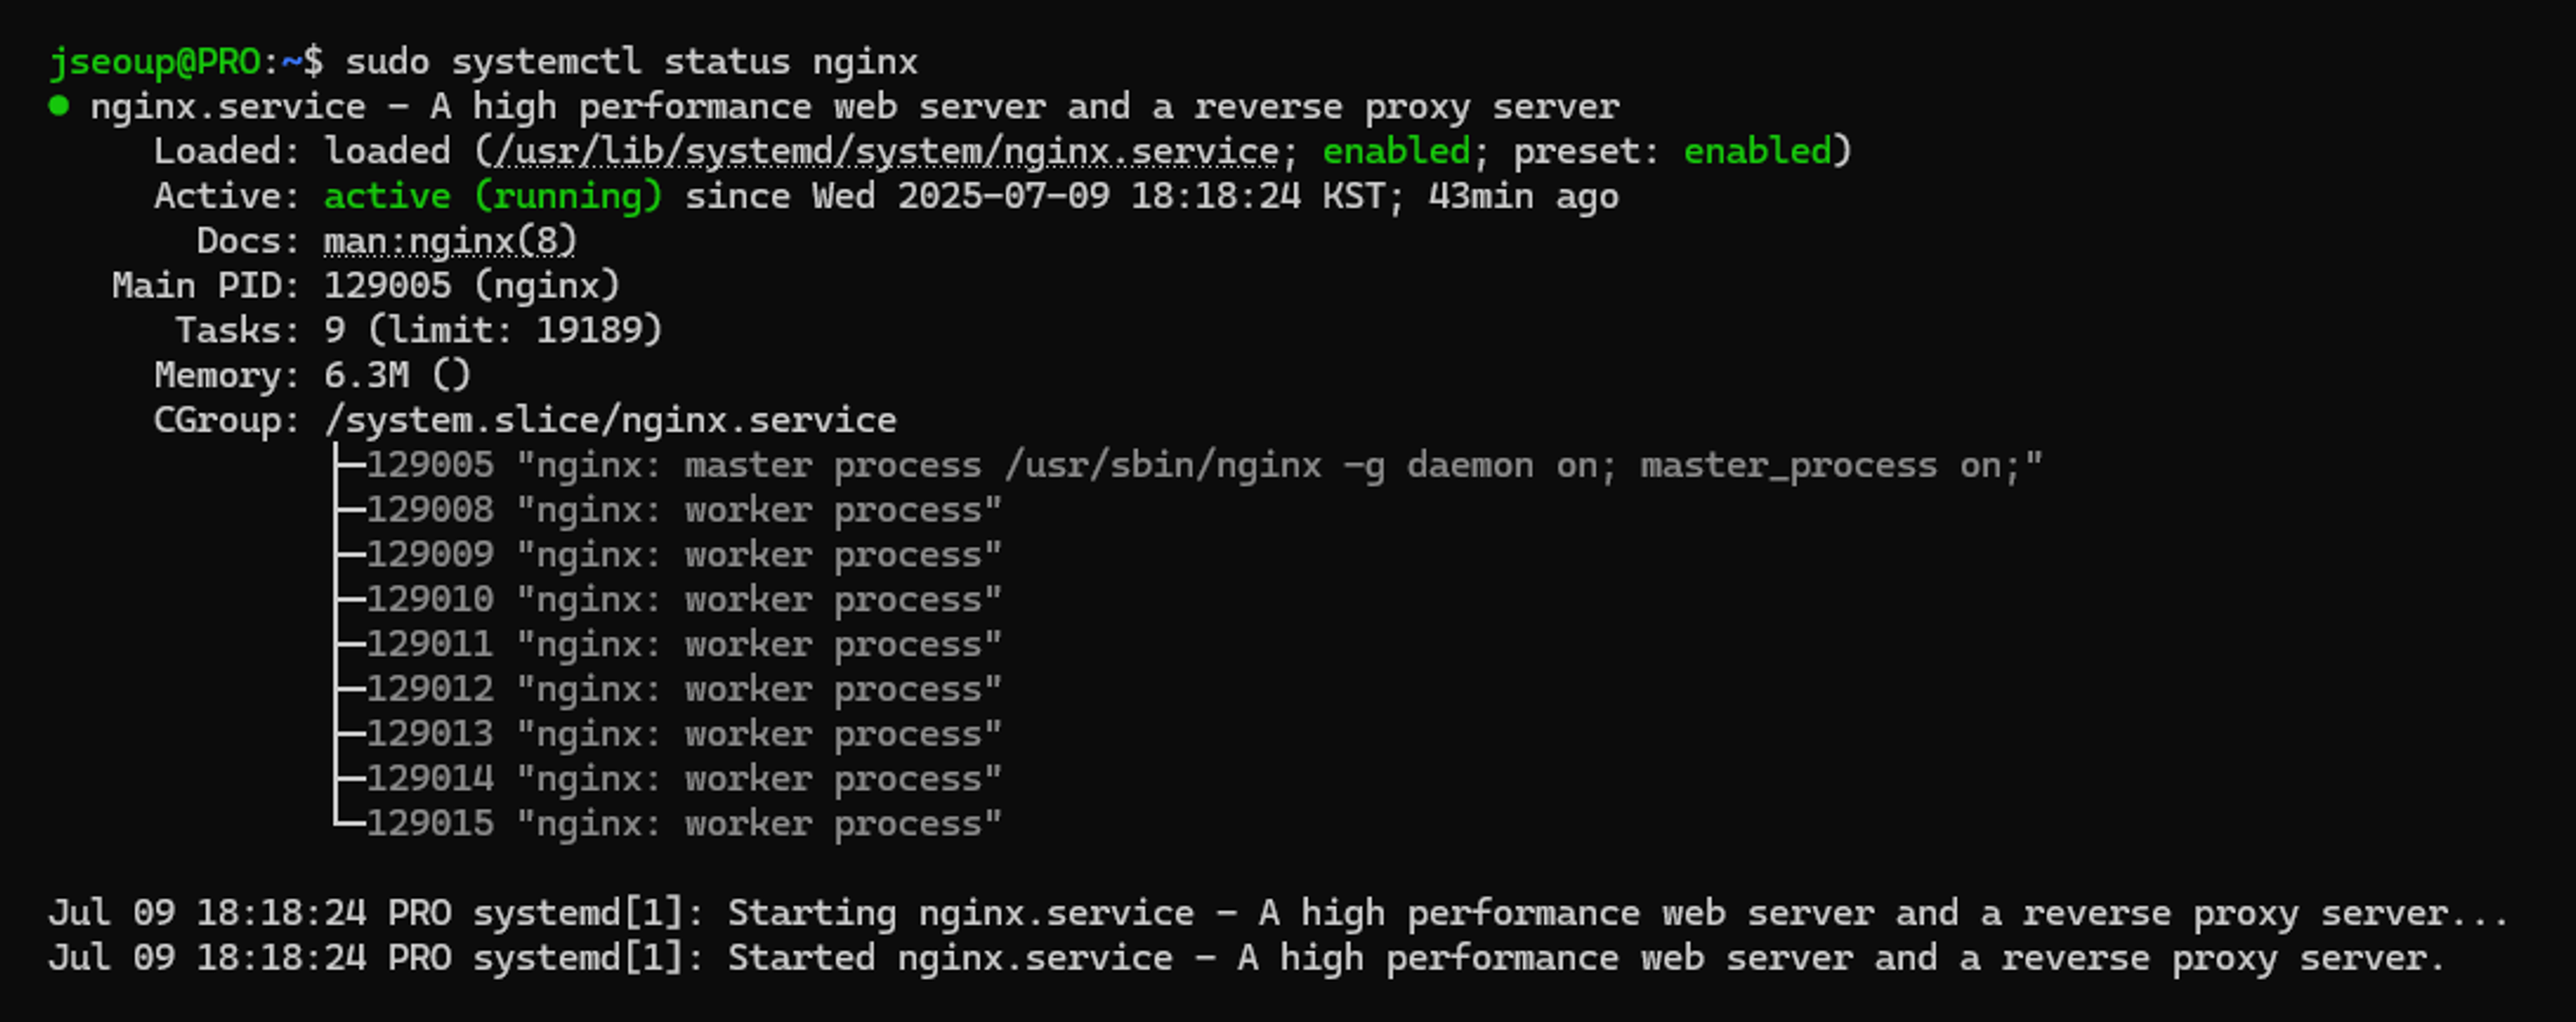 jseoup@PRO:~$ sudo systemctl status nginx
● nginx.service - A high performance web server and a reverse proxy server
     Loaded: loaded (/usr/lib/systemd/system/nginx.service; enabled; preset: enabled)
     Active: active (running) since Wed 2025-07-09 18:18:24 KST; 43min ago
       Docs: man:nginx(8)
   Main PID: 129005 (nginx)
      Tasks: 9 (limit: 19189)
     Memory: 6.3M ()
     CGroup: /system.slice/nginx.service
             ├─129005 "nginx: master process /usr/sbin/nginx -g daemon on; master_process on;"
             ├─129008 "nginx: worker process"
             ├─129009 "nginx: worker process"
             ├─129010 "nginx: worker process"
             ├─129011 "nginx: worker process"
             ├─129012 "nginx: worker process"
             ├─129013 "nginx: worker process"
             ├─129014 "nginx: worker process"
             └─129015 "nginx: worker process"

Jul 09 18:18:24 PRO systemd[1]: Starting nginx.service - A high performance web server and a reverse proxy server...
Jul 09 18:18:24 PRO systemd[1]: Started nginx.service - A high performance web server and a reverse proxy server.